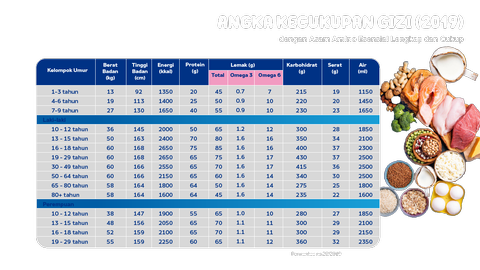 ANGKA KECUKUPAN GIZI (2019)
dengan Asam Amino Esensial Lengkap dan Cukup
Kelompok Umur Berat Badan (kg) Tinggi Badan (cm) Energi (kkal) Protein (g) Lemak (g) Karbohidrat (g) Serat (g) Air (ml)
Total Omega 3 Omega 6
1-3 tahun 13 92 1350 20 45 0.7 7 215 19 1150
4-6 tahun 19 113 1400 25 50 0.9 10 220 20 1450
7-9 tahun 27 130 1650 40 55 0.9 10 230 23 1650
Laki-laki
10 - 12 tahun 36 145 2000 50 65 1.2 12 300 28 1850
13 - 15 tahun 50 163 2400 70 80 1.6 16 350 34 2100
16 - 18 tahun 60 168 2650 75 85 1.6 16 400 37 2300
19 - 29 tahun 60 168 2650 65 75 1.6 17 430 37 2500
30 - 49 tahun 60 166 2550 65 70 1.6 17 415 36 2500
50 - 64 tahun 60 166 2150 65 60 1.6 14 340 30 2500
65 - 80 tahun 58 164 1800 64 50 1.6 14 275 25 1800
80+ tahun 58 164 1600 64 45 1.6 14 235 22 1600
Perempuan
10 - 12 tahun 38 147 1900 55 65 1.0 10 280 27 1850
13 - 15 tahun 48 156 2050 65 70 1.1 11 300 29 2100
16 - 18 tahun 52 159 2100 65 70 1.1 11 300 29 2150
19 - 29 tahun 55 159 2250 60 65 1.1 12 360 32 2350